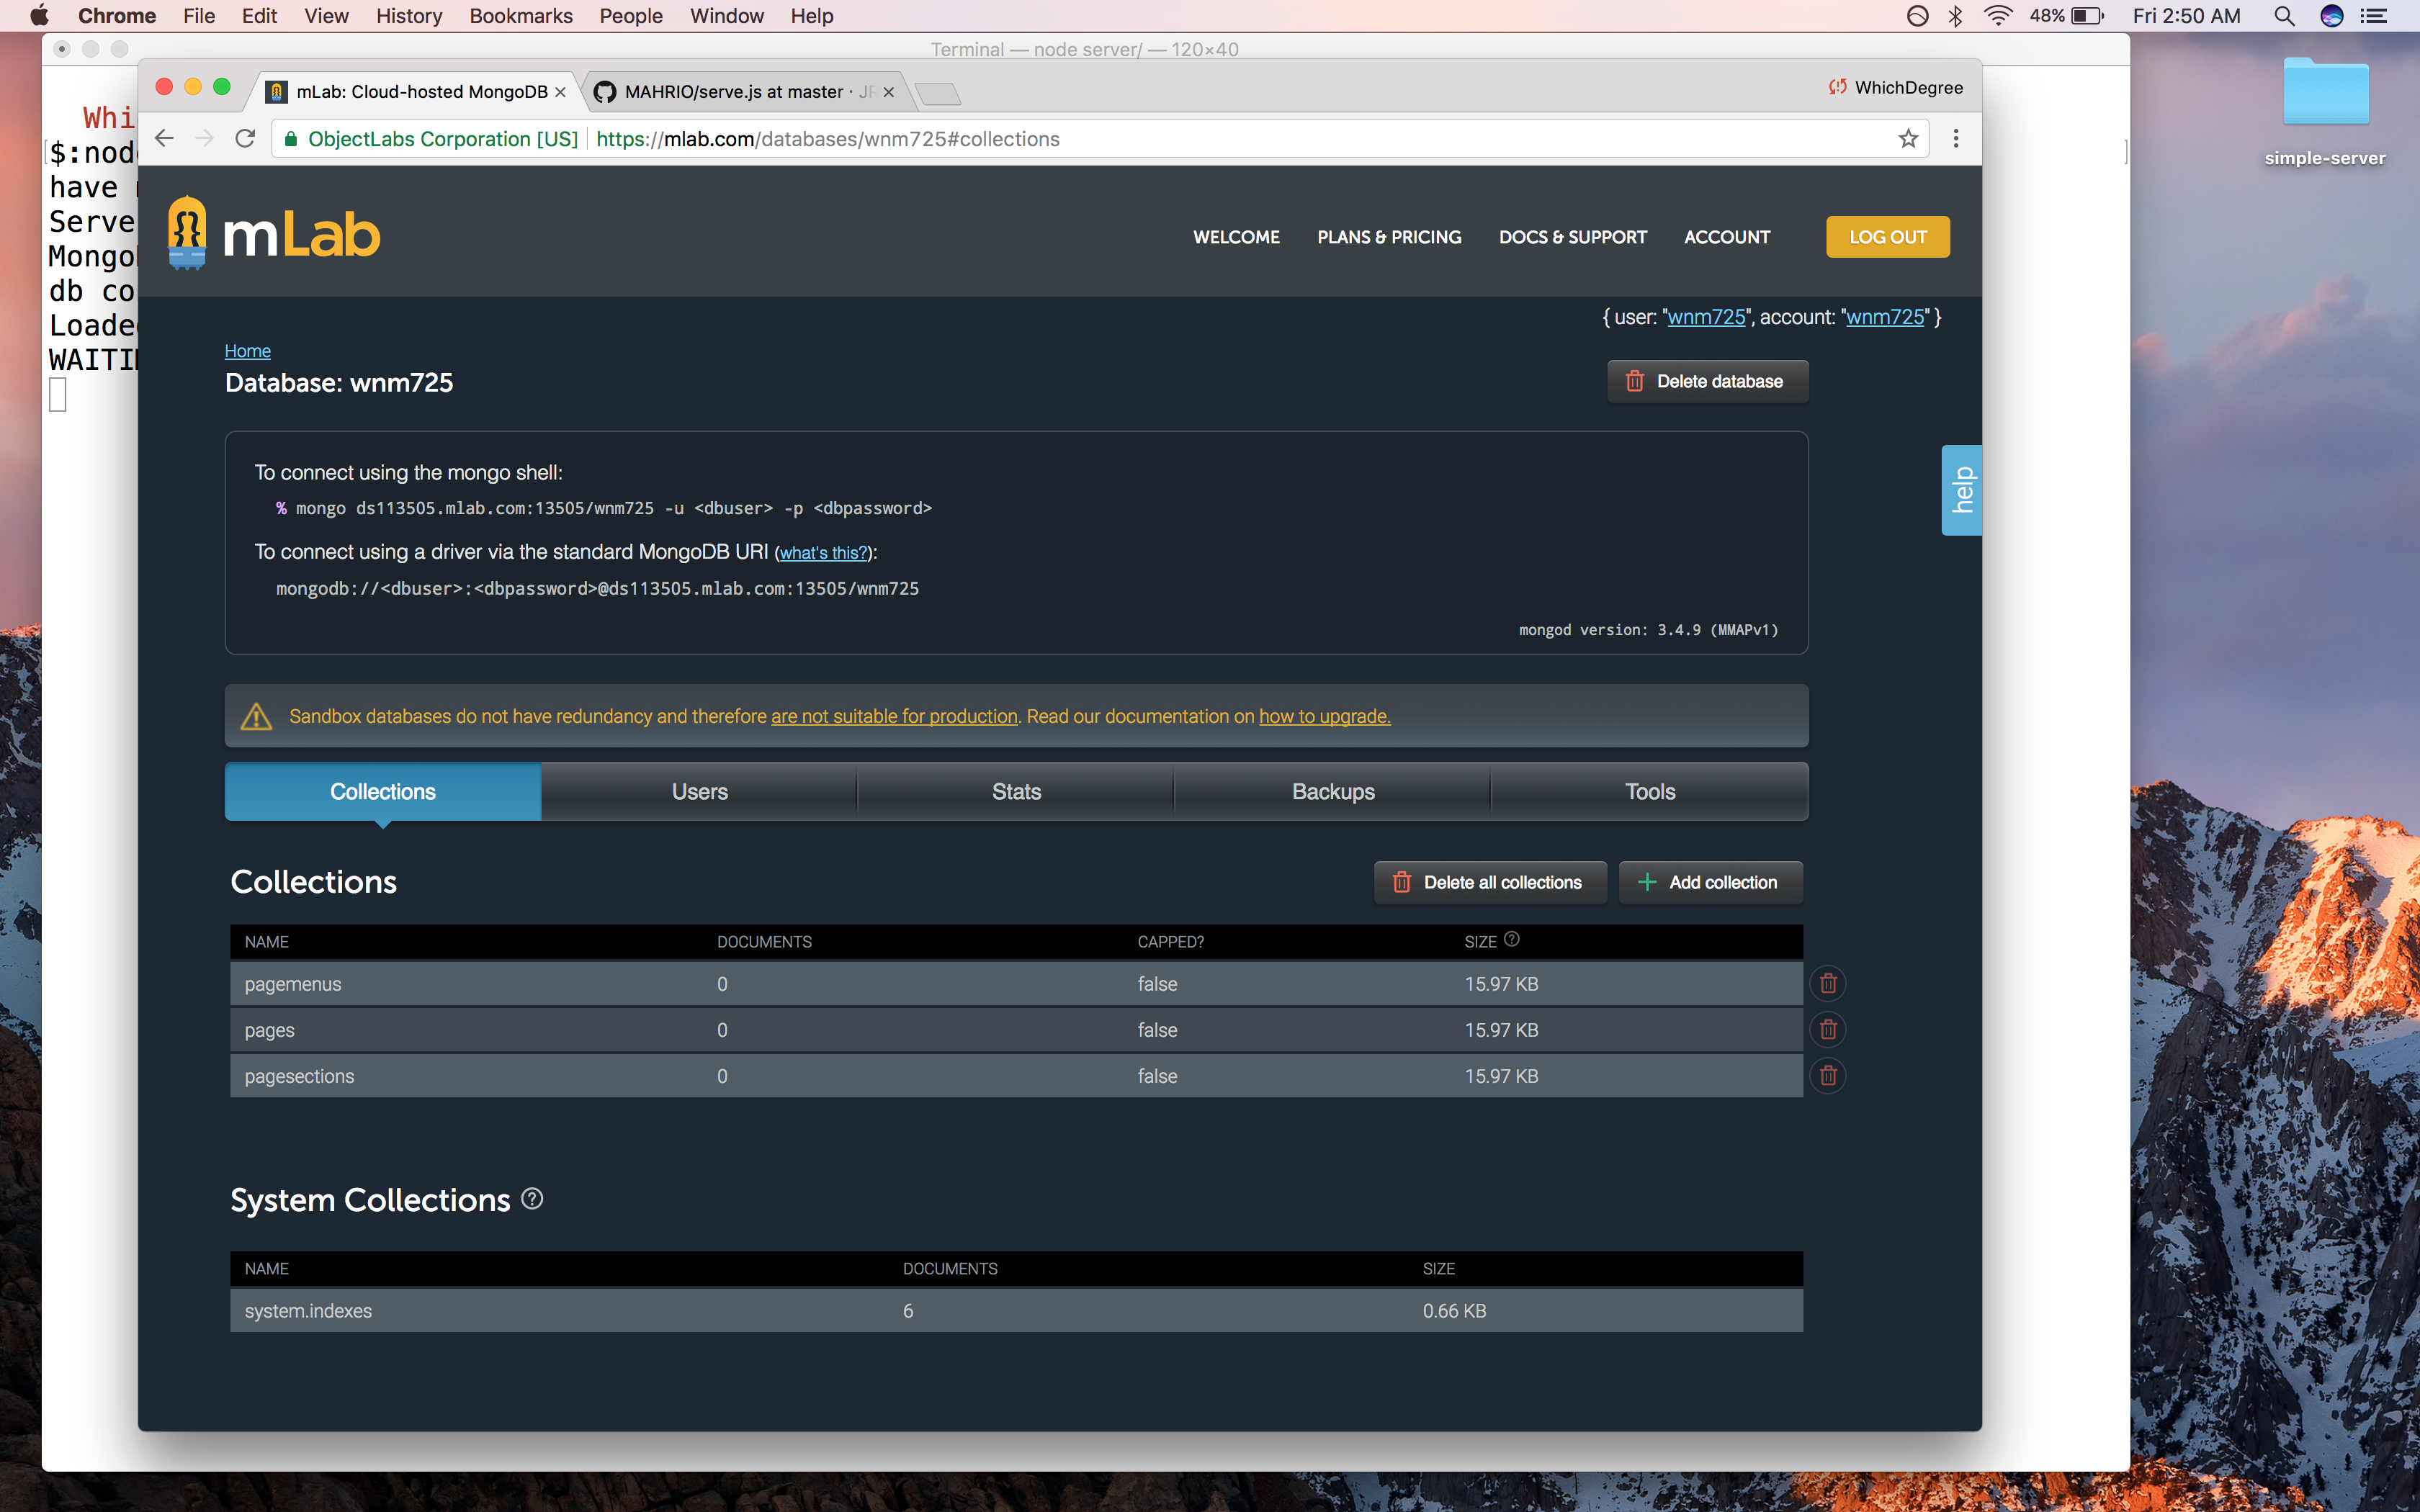 Chrome File Edit View History Bookmarks People Window Help 48% Fri 2:50 AM
Terminal — node server/ — 120×40
mLab: Cloud-hosted MongoDB MAHRIO/serve.js at master · WhichDegree
ObjectLabs Corporation [US] https://mlab.com/databases/wnm725#collections
simple-server
Whi
$:nod
have
Serve
Mongo
db co
Loade
WAITI
mLab
WELCOME PLANS & PRICING DOCS & SUPPORT ACCOUNT LOG OUT
{ user: "wnm725", account: "wnm725" }
Home
Database: wnm725
Delete database
To connect using the mongo shell:
% mongo ds113505.mlab.com:13505/wnm725 -u <dbuser> -p <dbpassword>
To connect using a driver via the standard MongoDB URI (what's this?):
mongodb://<dbuser>:<dbpassword>@ds113505.mlab.com:13505/wnm725
mongod version: 3.4.9 (MMAPv1)
help
Sandbox databases do not have redundancy and therefore are not suitable for production. Read our documentation on how to upgrade.
Collections Users Stats Backups Tools
Collections
Delete all collections Add collection
NAME DOCUMENTS CAPPED? SIZE
pagemenus 0 false 15.97 KB
pages 0 false 15.97 KB
pagesections 0 false 15.97 KB
System Collections
NAME DOCUMENTS SIZE
system.indexes 6 0.66 KB